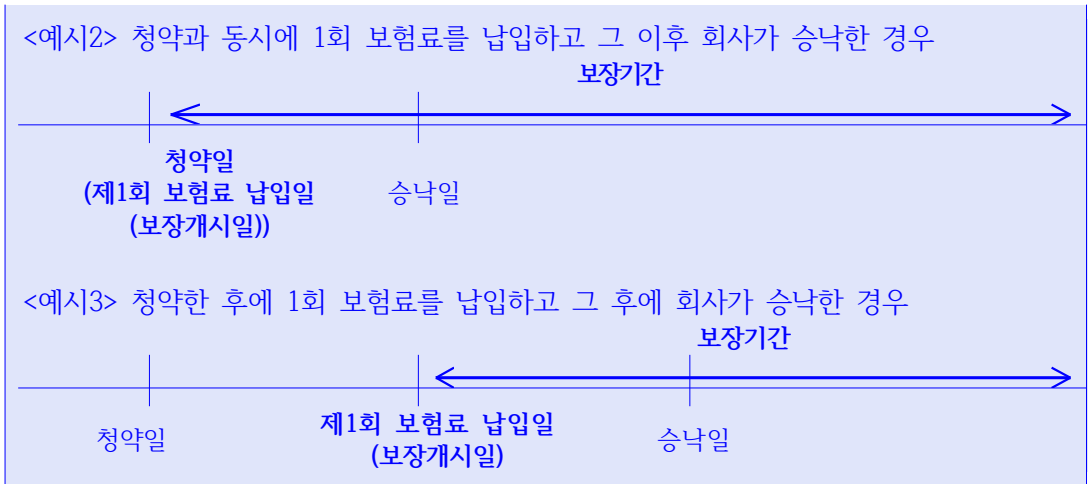 <예시2> 청약과 동시에 1회 보험료를 납입하고 그 이후 회사가 승낙한 경우
보장기간
청약일
(제1회 보험료 납입일
(보장개시일))
승낙일
<예시3> 청약한 후에 1회 보험료를 납입하고 그 후에 회사가 승낙한 경우
보장기간
청약일
제1회 보험료 납입일
(보장개시일)
승낙일